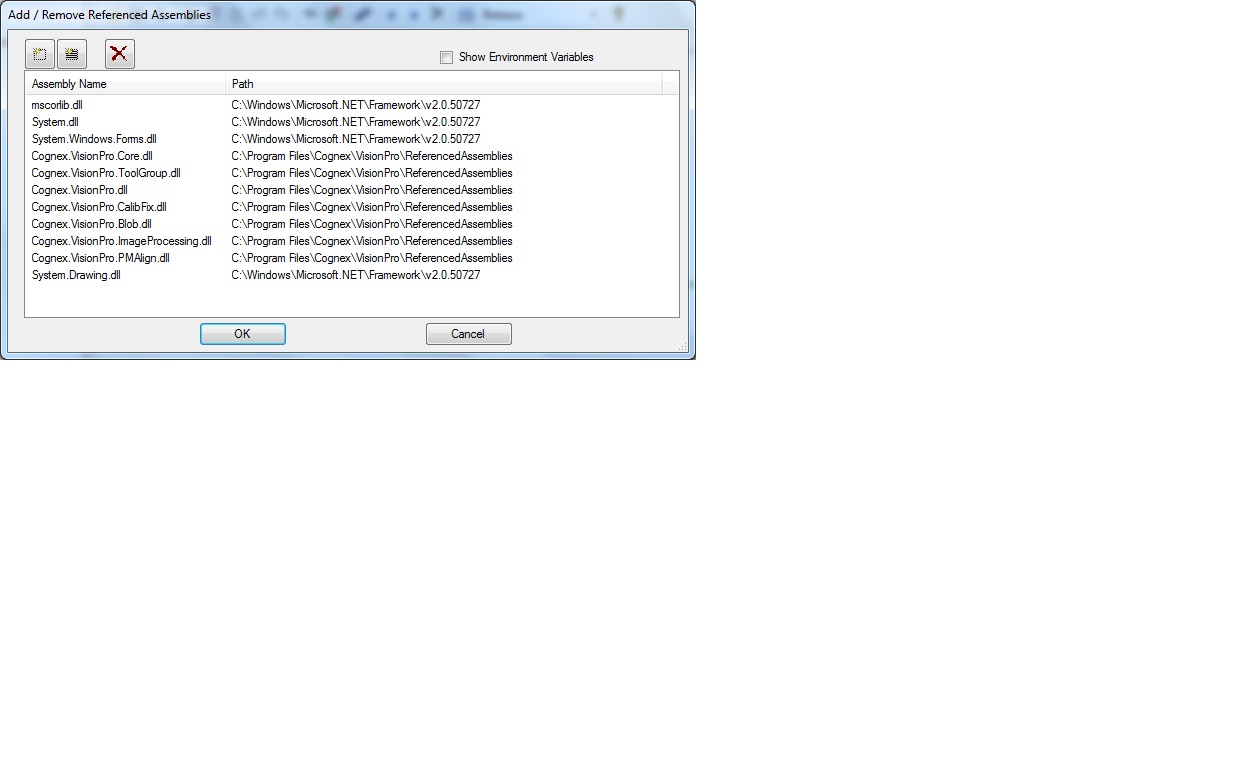 Add / Remove Referenced Assemblies
Show Environment Variables
Assembly Name Path
mscorlib.dll C:\Windows\Microsoft.NET\Framework\v2.0.50727
System.dll C:\Windows\Microsoft.NET\Framework\v2.0.50727
System.Windows.Forms.dll C:\Windows\Microsoft.NET\Framework\v2.0.50727
Cognex.VisionPro.Core.dll C:\Program Files\Cognex\VisionPro\ReferencedAssemblies
Cognex.VisionPro.ToolGroup.dll C:\Program Files\Cognex\VisionPro\ReferencedAssemblies
Cognex.VisionPro.dll C:\Program Files\Cognex\VisionPro\ReferencedAssemblies
Cognex.VisionPro.CalibFix.dll C:\Program Files\Cognex\VisionPro\ReferencedAssemblies
Cognex.VisionPro.Blob.dll C:\Program Files\Cognex\VisionPro\ReferencedAssemblies
Cognex.VisionPro.ImageProcessing.dll C:\Program Files\Cognex\VisionPro\ReferencedAssemblies
Cognex.VisionPro.PMAlign.dll C:\Program Files\Cognex\VisionPro\ReferencedAssemblies
System.Drawing.dll C:\Windows\Microsoft.NET\Framework\v2.0.50727
OK Cancel